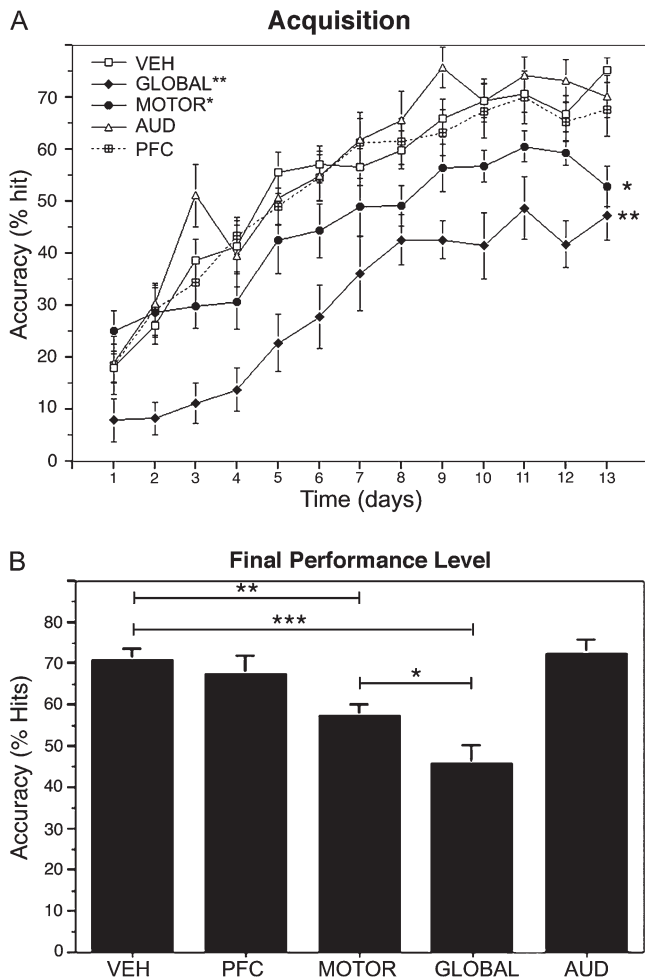 A
Acquisition
VEH
GLOBAL**
MOTOR*
AUD
PFC
Accuracy (% hit)
70
60
50
40
30
20
10
0
*
**
1 2 3 4 5 6 7 8 9 10 11 12 13
Time (days)
B
Final Performance Level
Accuracy (% Hits)
80
70
60
50
40
30
20
10
0
**
***
*
VEH PFC MOTOR GLOBAL AUD